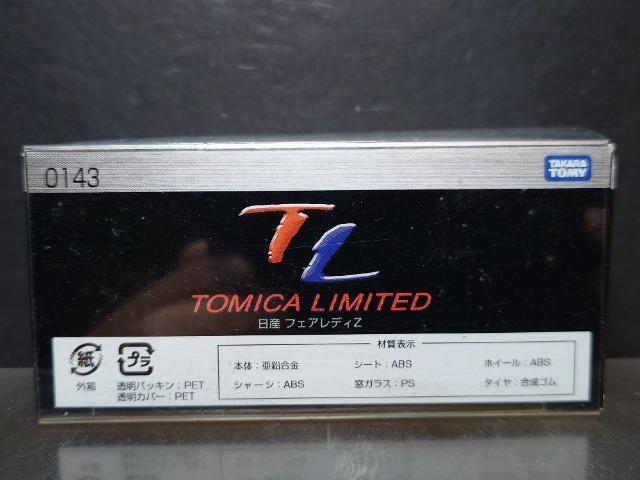 0143
TAKARA
TOMY
TL
TOMICA LIMITED
日産 フェアレディZ
材質表示
紙
外箱
プラ
透明パッキン：PET
透明カバー：PET
本体：亜鉛合金 シート：ABS ホイール：ABS
シャーシ：ABS 窓ガラス：PS タイヤ：合成ゴム